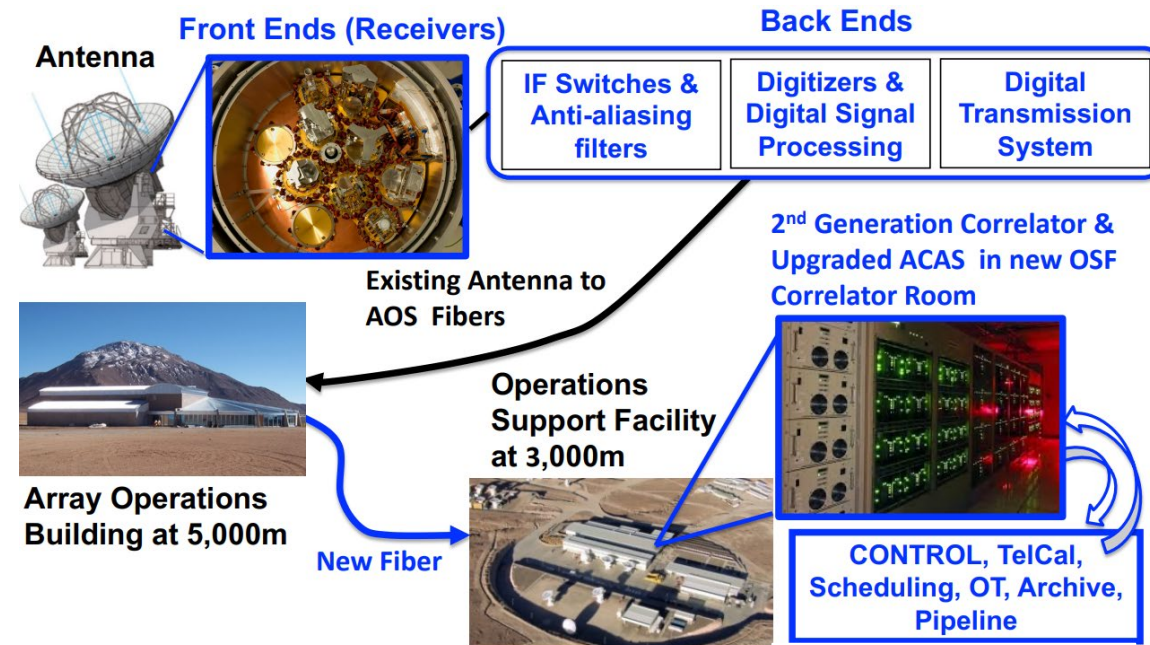 Front Ends (Receivers)
Back Ends
Antenna
IF Switches &
Anti-aliasing
filters
Digitizers &
Digital Signal
Processing
Digital
Transmission
System
2nd Generation Correlator &
Upgraded ACAS in new OSF
Correlator Room
Existing Antenna to
AOS Fibers
Operations
Support Facility
at 3,000m
Array Operations
Building at 5,000m
New Fiber
CONTROL, TelCal,
Scheduling, OT, Archive,
Pipeline